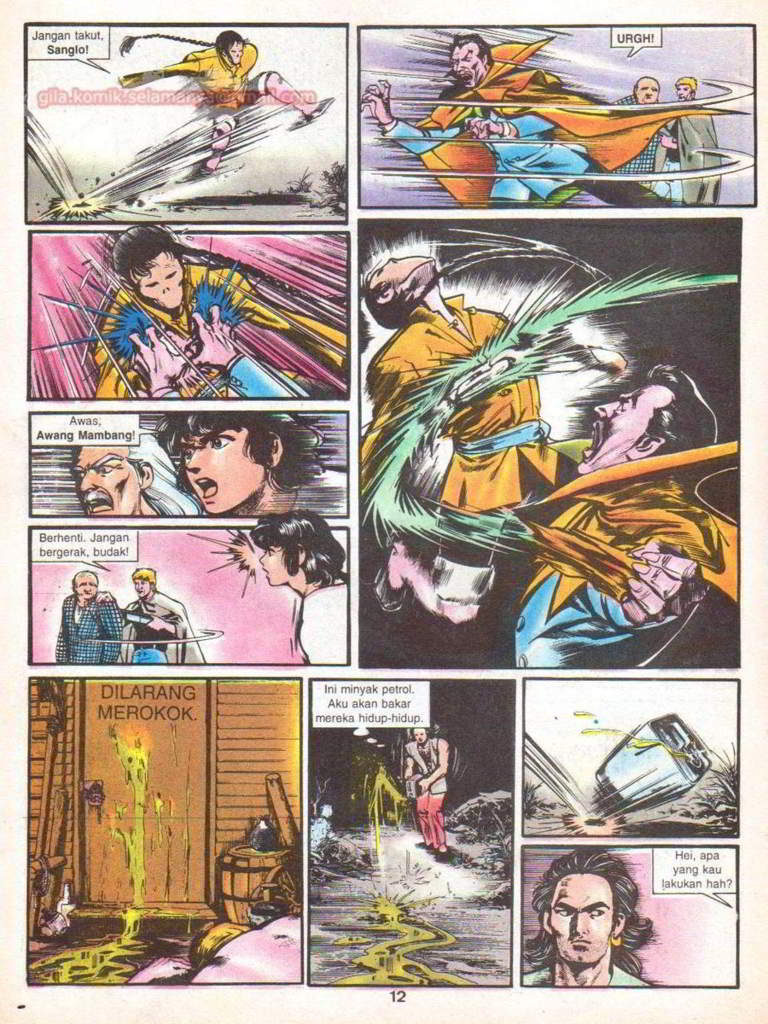 Jangan takut,
Sanglo!
URGH!
Awas,
Awang Mambang!
Berhenti. Jangan
bergerak, budak!
DILARANG
MEROKOK.
Ini minyak petrol.
Aku akan bakar
mereka hidup-hidup.
Hei, apa
yang kau
lakukan hah?
12